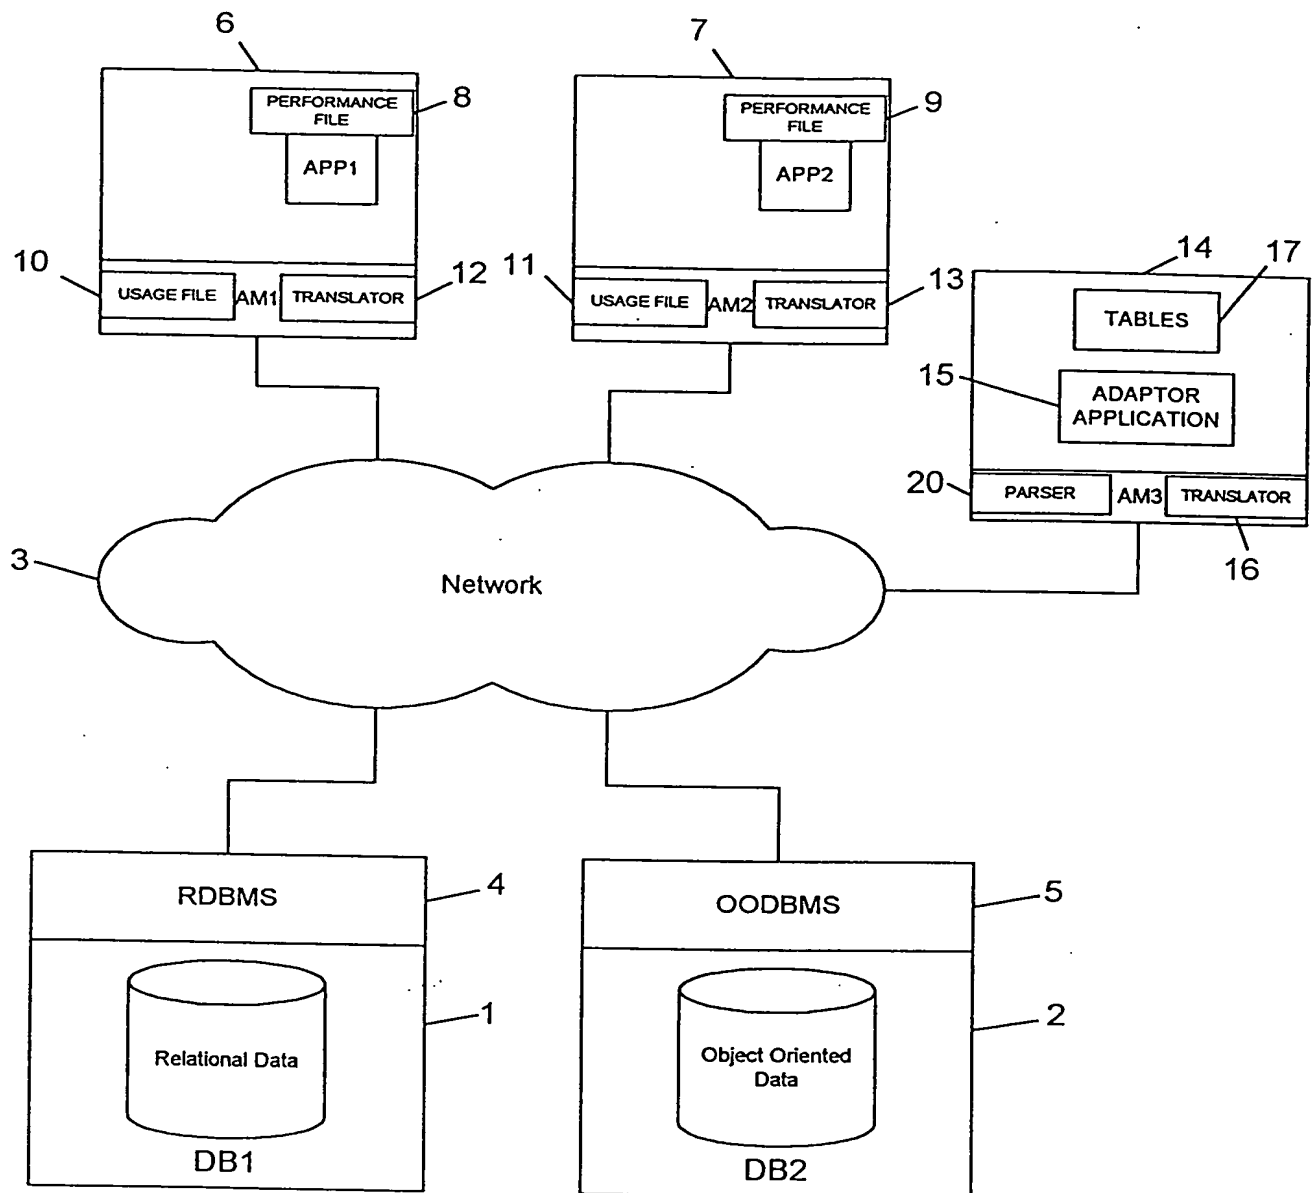 6
7
PERFORMANCE
FILE
8
APP1
PERFORMANCE
FILE
9
APP2
10
USAGE FILE
AM1
TRANSLATOR
12
11
USAGE FILE
AM2
TRANSLATOR
13
14
17
TABLES
15
ADAPTOR
APPLICATION
20
PARSER
AM3
TRANSLATOR
16
3
Network
RDBMS
4
OODBMS
5
Relational Data
1
Object Oriented
Data
2
DB1
DB2